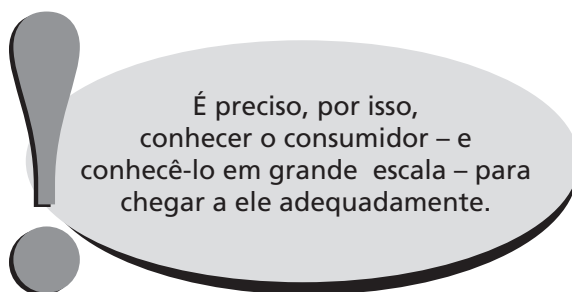 É preciso, por isso,
conhecer o consumidor – e
conhecê-lo em grande escala – para
chegar a ele adequadamente.